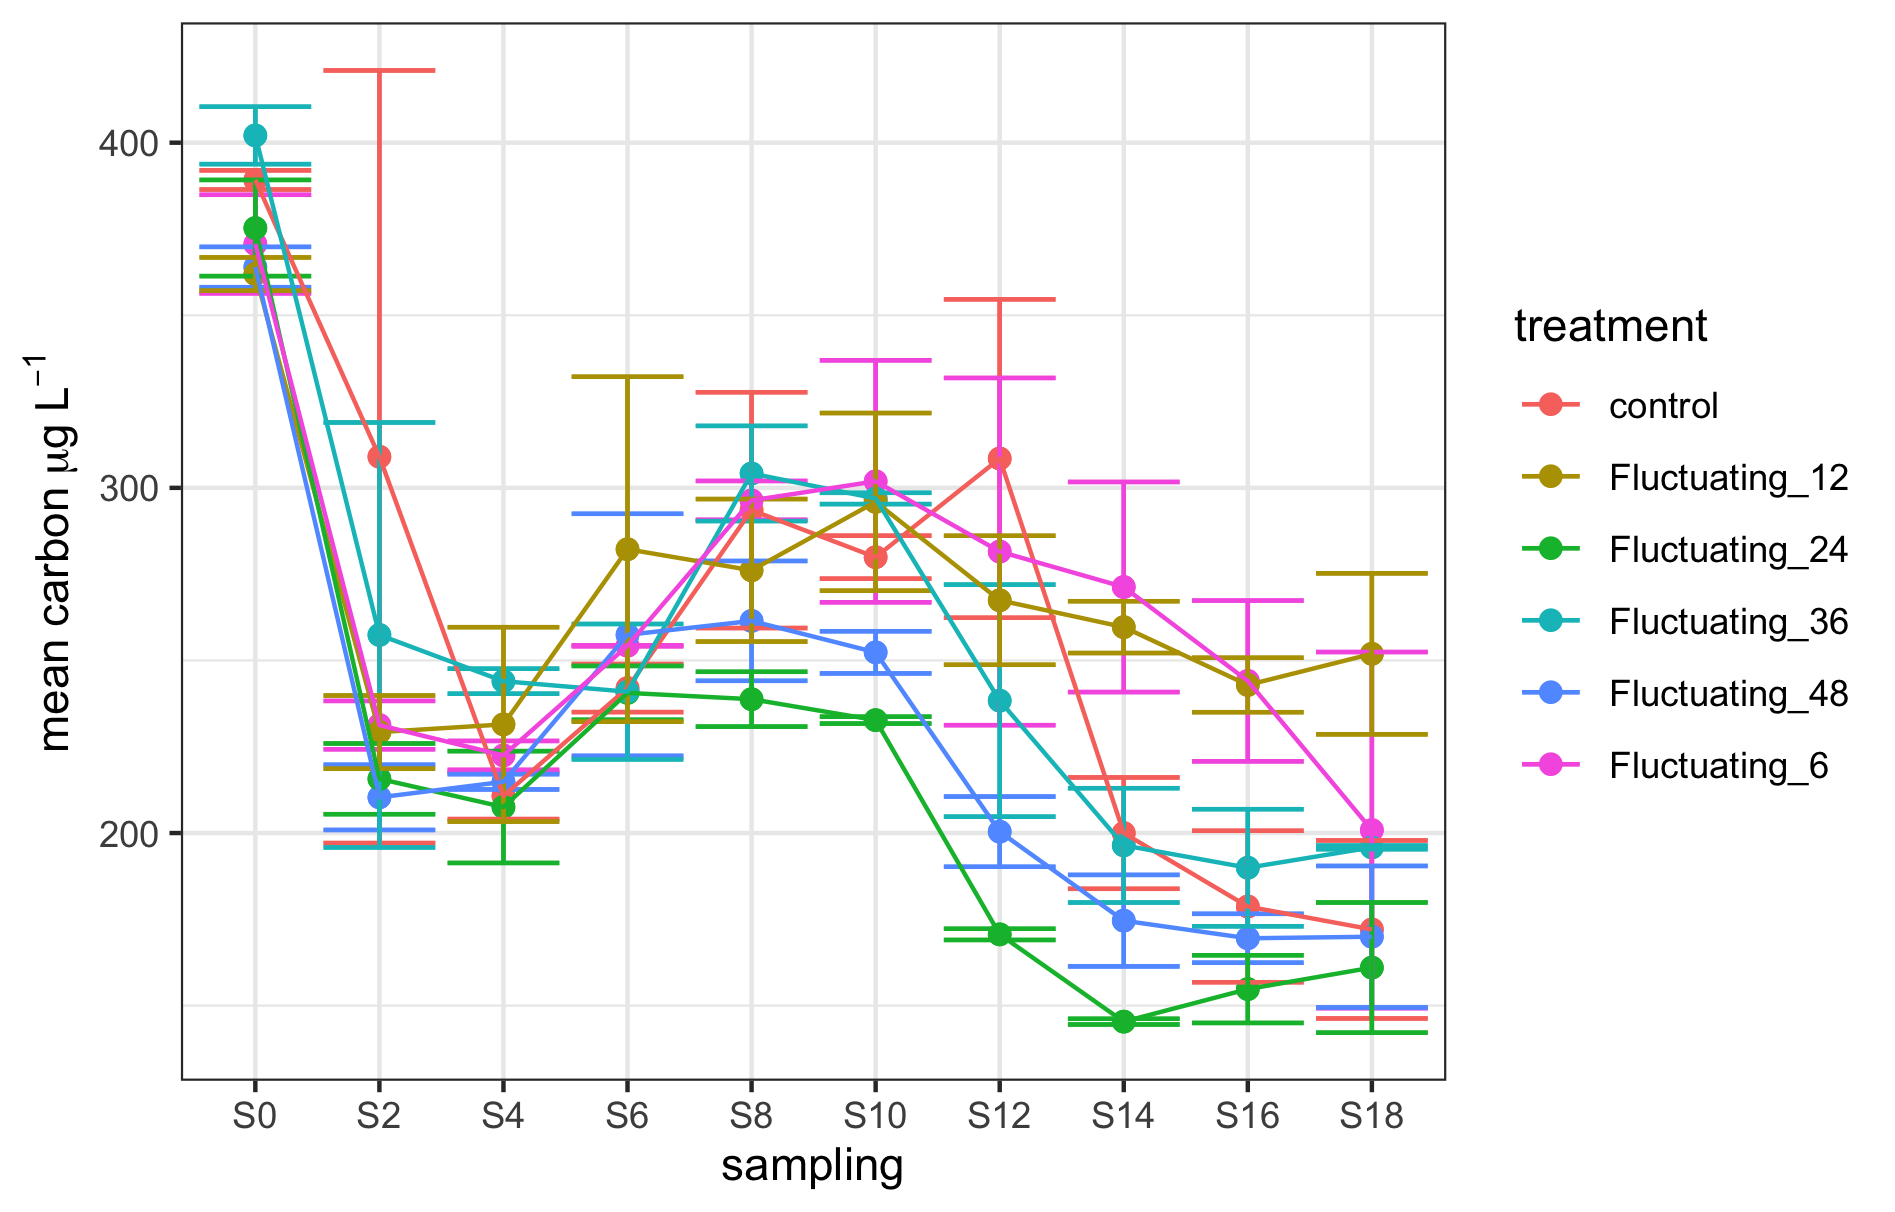 mean carbon µg L⁻¹
400
300
200
S0 S2 S4 S6 S8 S10 S12 S14 S16 S18
sampling
treatment
control
Fluctuating_12
Fluctuating_24
Fluctuating_36
Fluctuating_48
Fluctuating_6